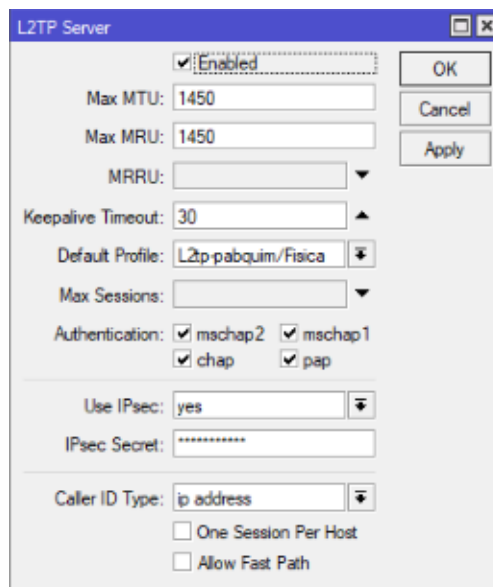 L2TP Server
Enabled
OK
Max MTU: 1450
Cancel
Max MRU: 1450
Apply
MRRU:
Keepalive Timeout: 30
Default Profile: L2tp-pabquim/Fisica
Max Sessions:
Authentication: mschap2 mschap1
chap pap
Use IPsec: yes
IPsec Secret: ***********
Caller ID Type: ip address
One Session Per Host
Allow Fast Path